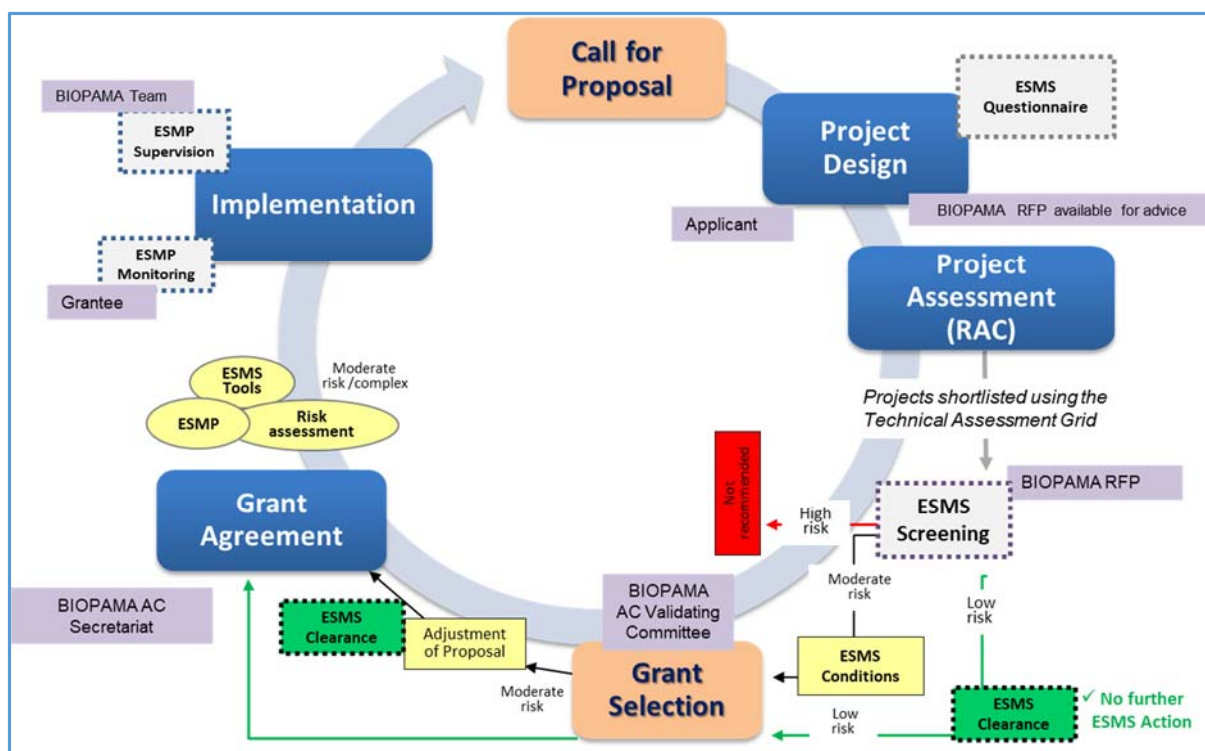 Call for
Proposal
BIOPAMA Team
ESMP
Supervision
Implementation
ESMP
Monitoring
Grantee
ESMS
Questionnaire
Project
Design
Applicant
BIOPAMA RFP available for advice
Project
Assessment
(RAC)
Projects shortlisted using the
Technical Assessment Grid
BIOPAMA RFP
ESMS
Screening
High
risk
Not
recommended
Moderate
risk
Low
risk
ESMS
Conditions
ESMS
Clearance
✓ No further
ESMS Action
Low
risk
BIOPAMA
AC Validating
Committee
Grant
Selection
Moderate
risk
Adjustment
of Proposal
ESMS
Clearance
BIOPAMA AC
Secretariat
Grant
Agreement
ESMS
Tools
ESMP
Risk
assessment
Moderate
risk /complex